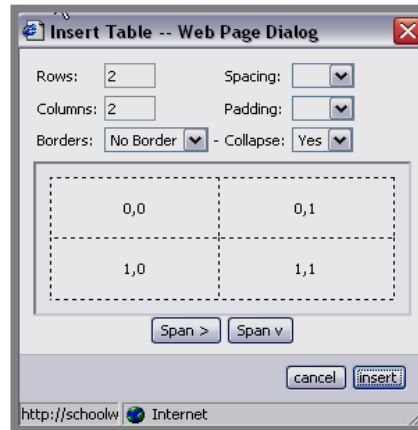 Insert Table -- Web Page Dialog
Rows: 2 Spacing:
Columns: 2 Padding:
Borders: No Border - Collapse: Yes
0,0 0,1
1,0 1,1
Span > Span v
cancel insert
http://schoolw Internet